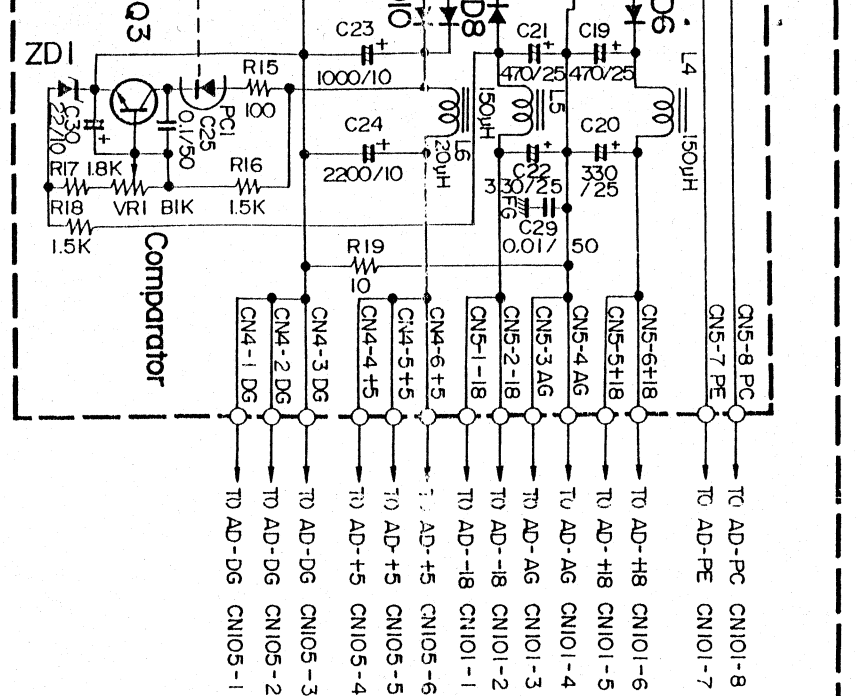 Q3
D8
D6
ZD1
C23
1000/10
C21
470/25
C19
470/25
L4
150μH
R15
100
PC1
C25
0.1/50
C30
22/10
C24
2200/10
L6
20μH
150μH
L5
C22
330/25
C20
330
/25
R17
1.8K
R16
1.5K
R18
1.5K
VR1
B1K
FG
C29
0.01/50
R19
10
Comparator
CN4-1 DG
CN4-2 DG
CN4-3 DG
CN4-4+5
CN4-5+5
CN4-6+5
CN5-1-18
CN5-2-18
CN5-3 AG
CN5-4 AG
CN5-5+18
CN5-6+18
CN5-7 PE
CN5-8 PC
TO AD-DG CN105-1
TO AD-DG CN105-2
TO AD-DG CN105-3
TO AD-+5 CN105-4
TO AD-+5 CN105-5
TO AD-+5 CN105-6
TO AD--18 CN101-1
TO AD--18 CN101-2
TO AD-AG CN101-3
TO AD-AG CN101-4
TO AD-+18 CN101-5
TO AD-+18 CN101-6
TO AD-PE CN101-7
TO AD-PC CN101-8